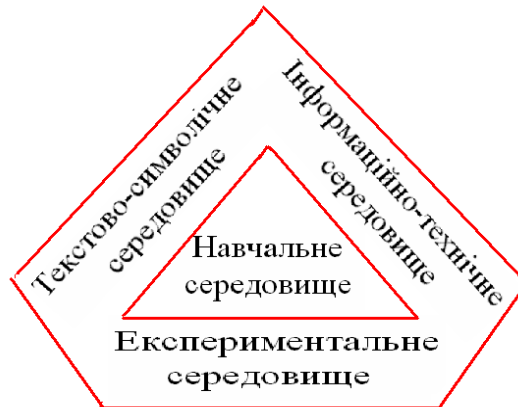 Текстово-символічне
середовище
Інформаційно-технічне
середовище
Навчальне
середовище
Експериментальне
середовище